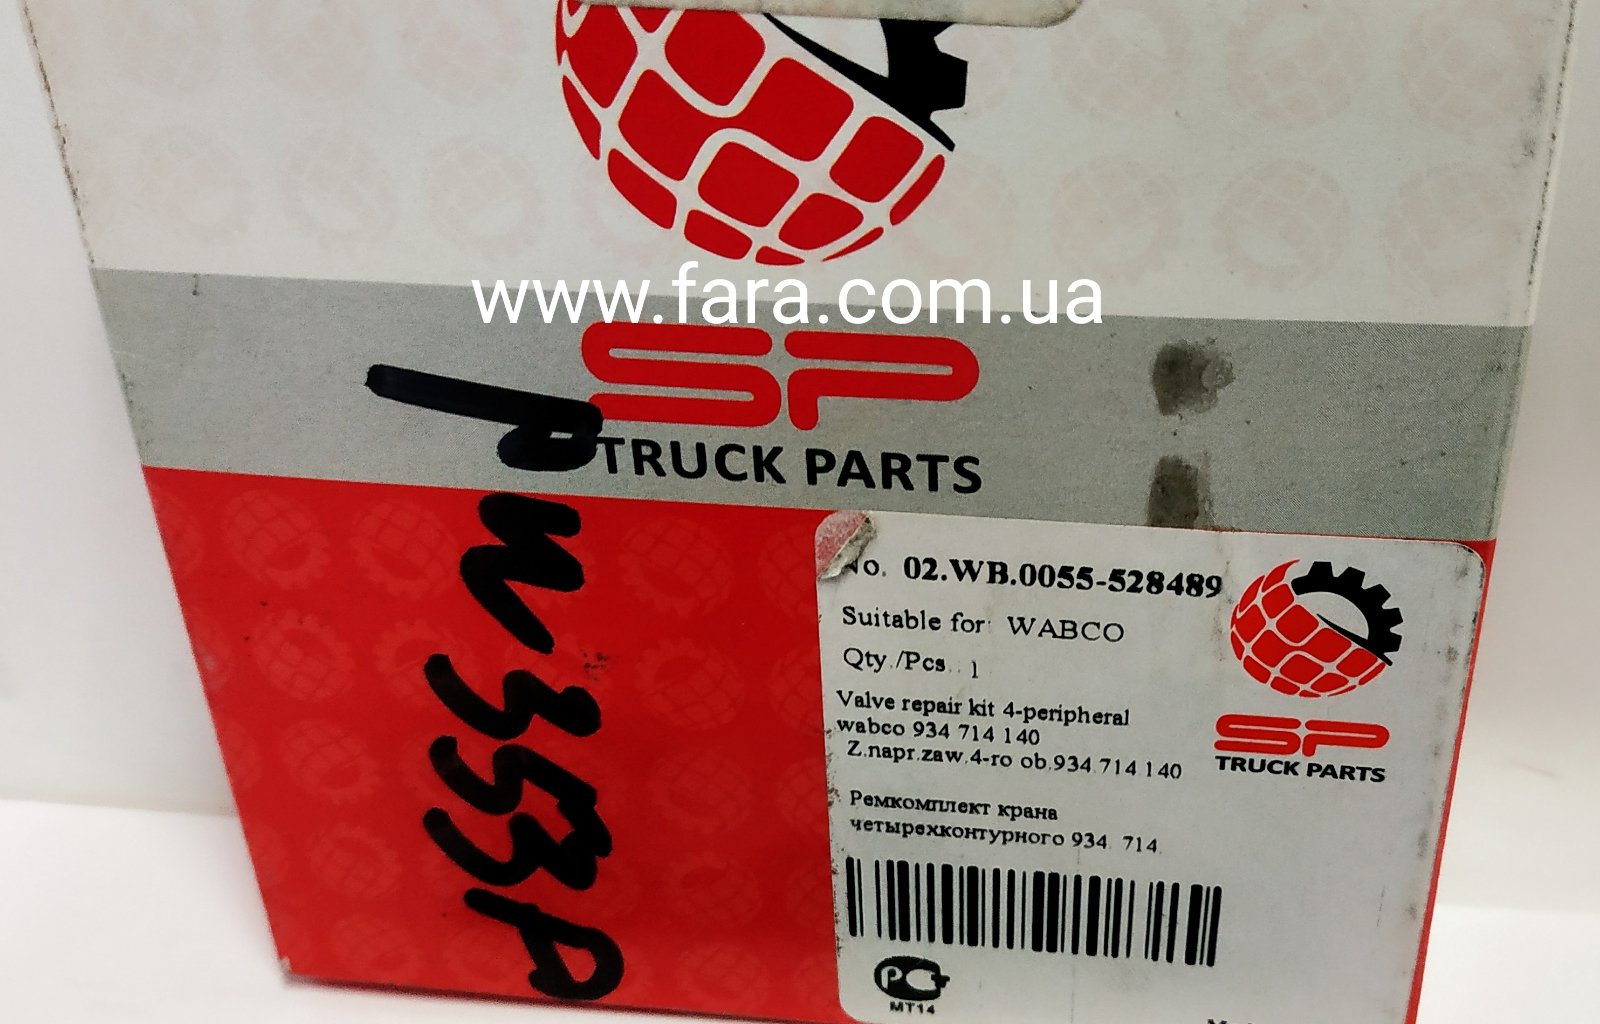 www.fara.com.ua
SP
TRUCK PARTS
No. 02.WB.0055-528489
Suitable for: WABCO
Qty./Pcs.. 1
Valve repair kit 4-peripheral
wabco 934 714 140
Z.napr.zaw.4-ro ob.934.714 140
Ремкомплект крана
четырехконтурного 934 714
SP
TRUCK PARTS
PC
MT14